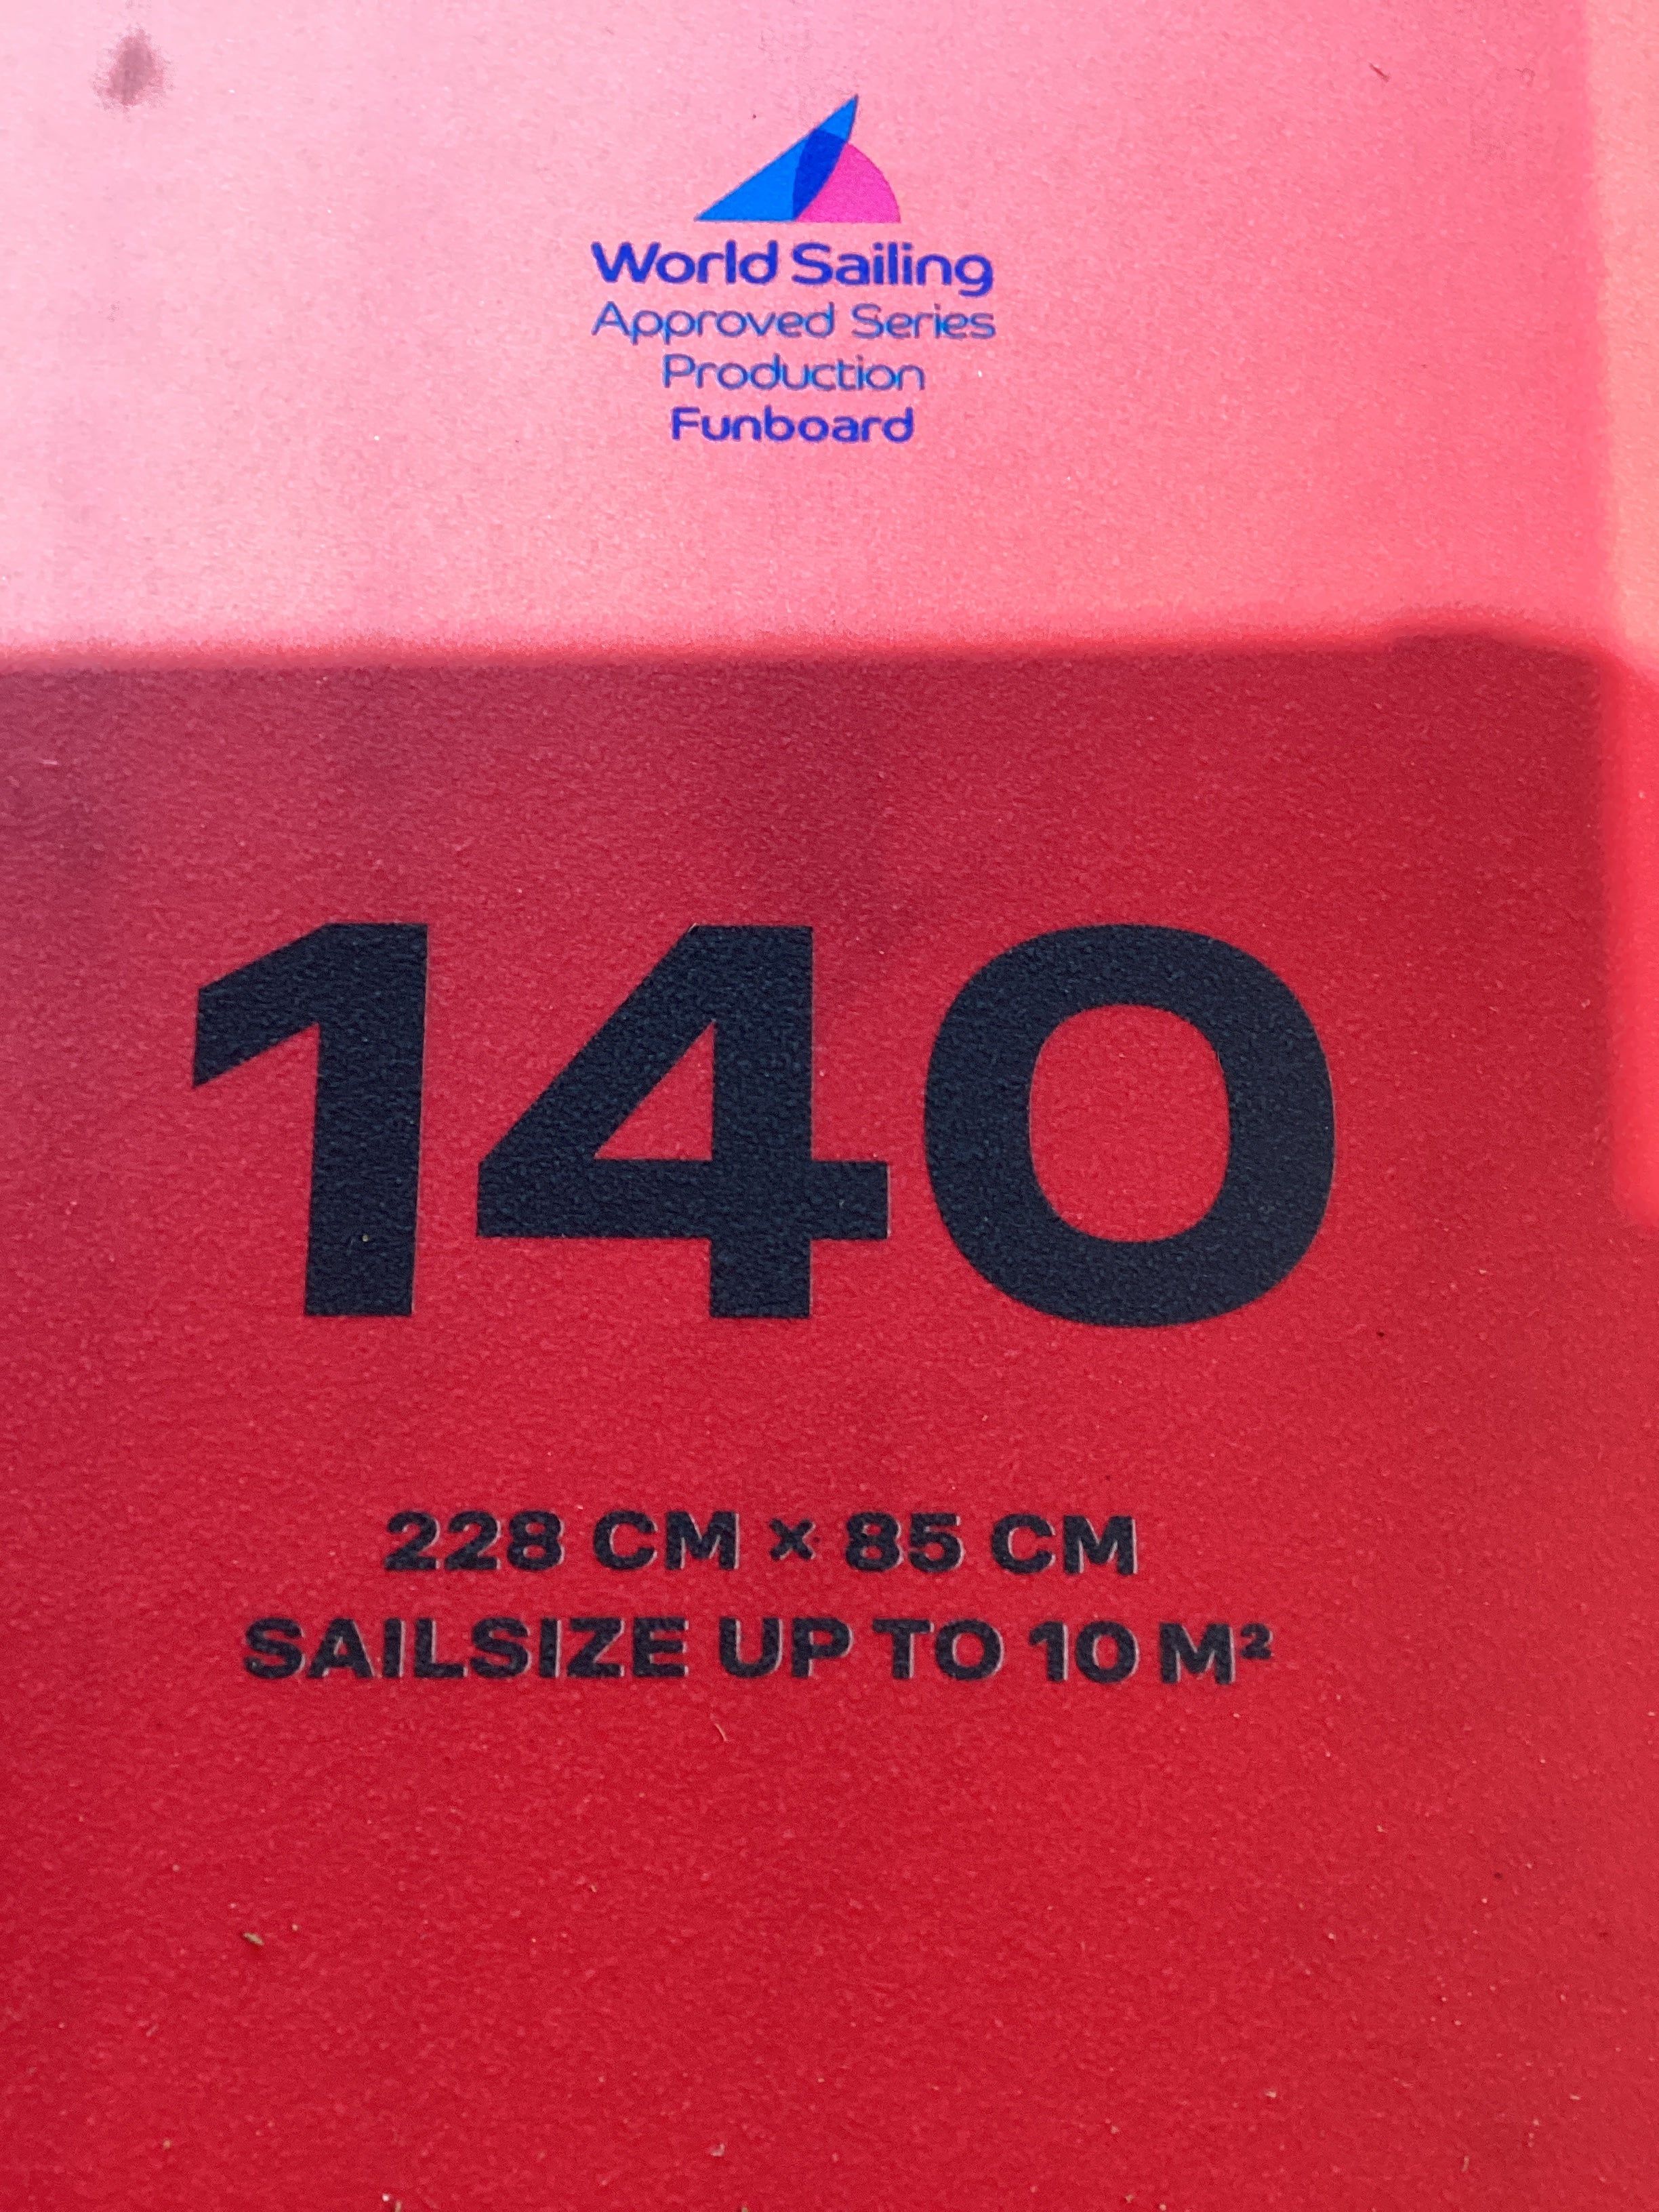 World Sailing
Approved Series
Production
Funboard
140
228 CM × 85 CM
SAILSIZE UP TO 10 M²